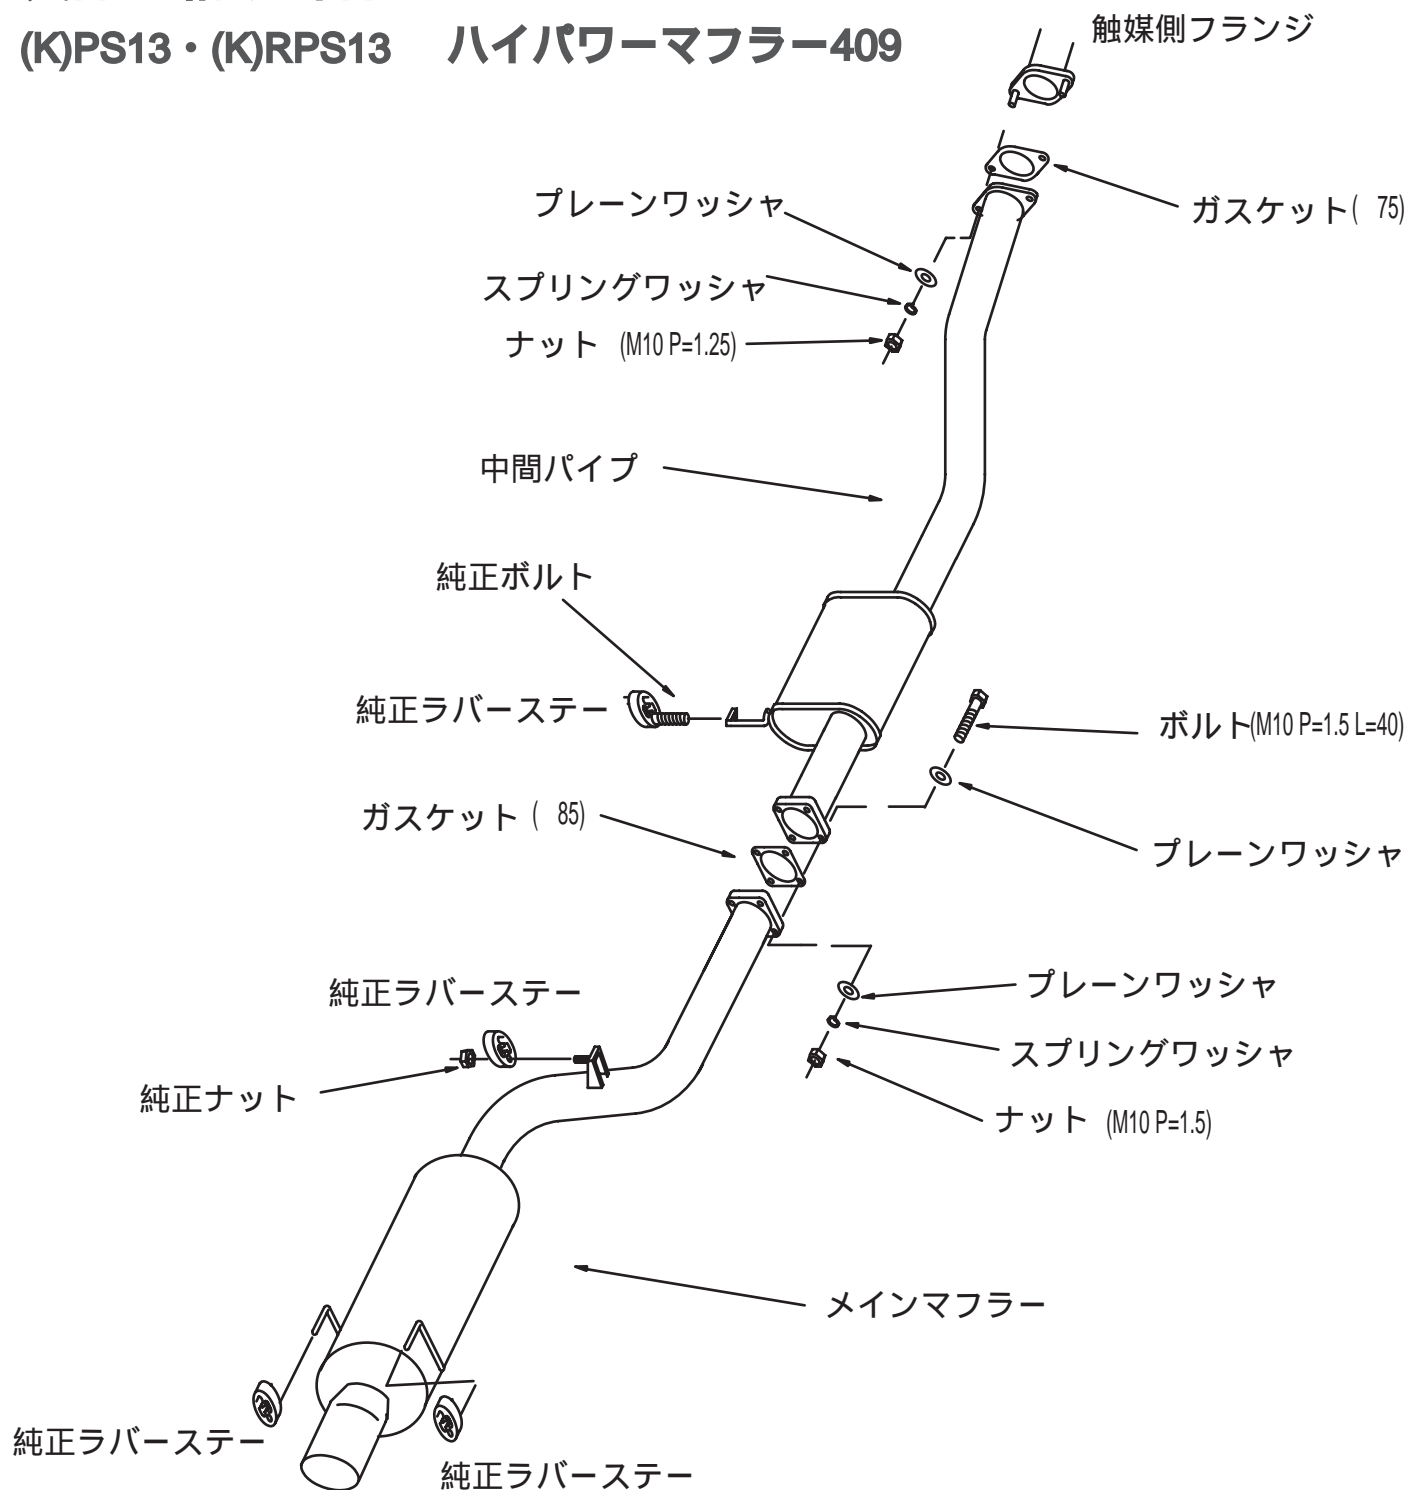 (K)PS13・(K)RPS13 ハイパワーマフラー409
触媒側フランジ
プレーンワッシャ
ガスケット( 75)
スプリングワッシャ
ナット (M10 P=1.25)
中間パイプ
純正ボルト
純正ラバーステー
ボルト(M10 P=1.5 L=40)
ガスケット ( 85)
プレーンワッシャ
純正ラバーステー
プレーンワッシャ
スプリングワッシャ
純正ナット
ナット (M10 P=1.5)
メインマフラー
純正ラバーステー
純正ラバーステー